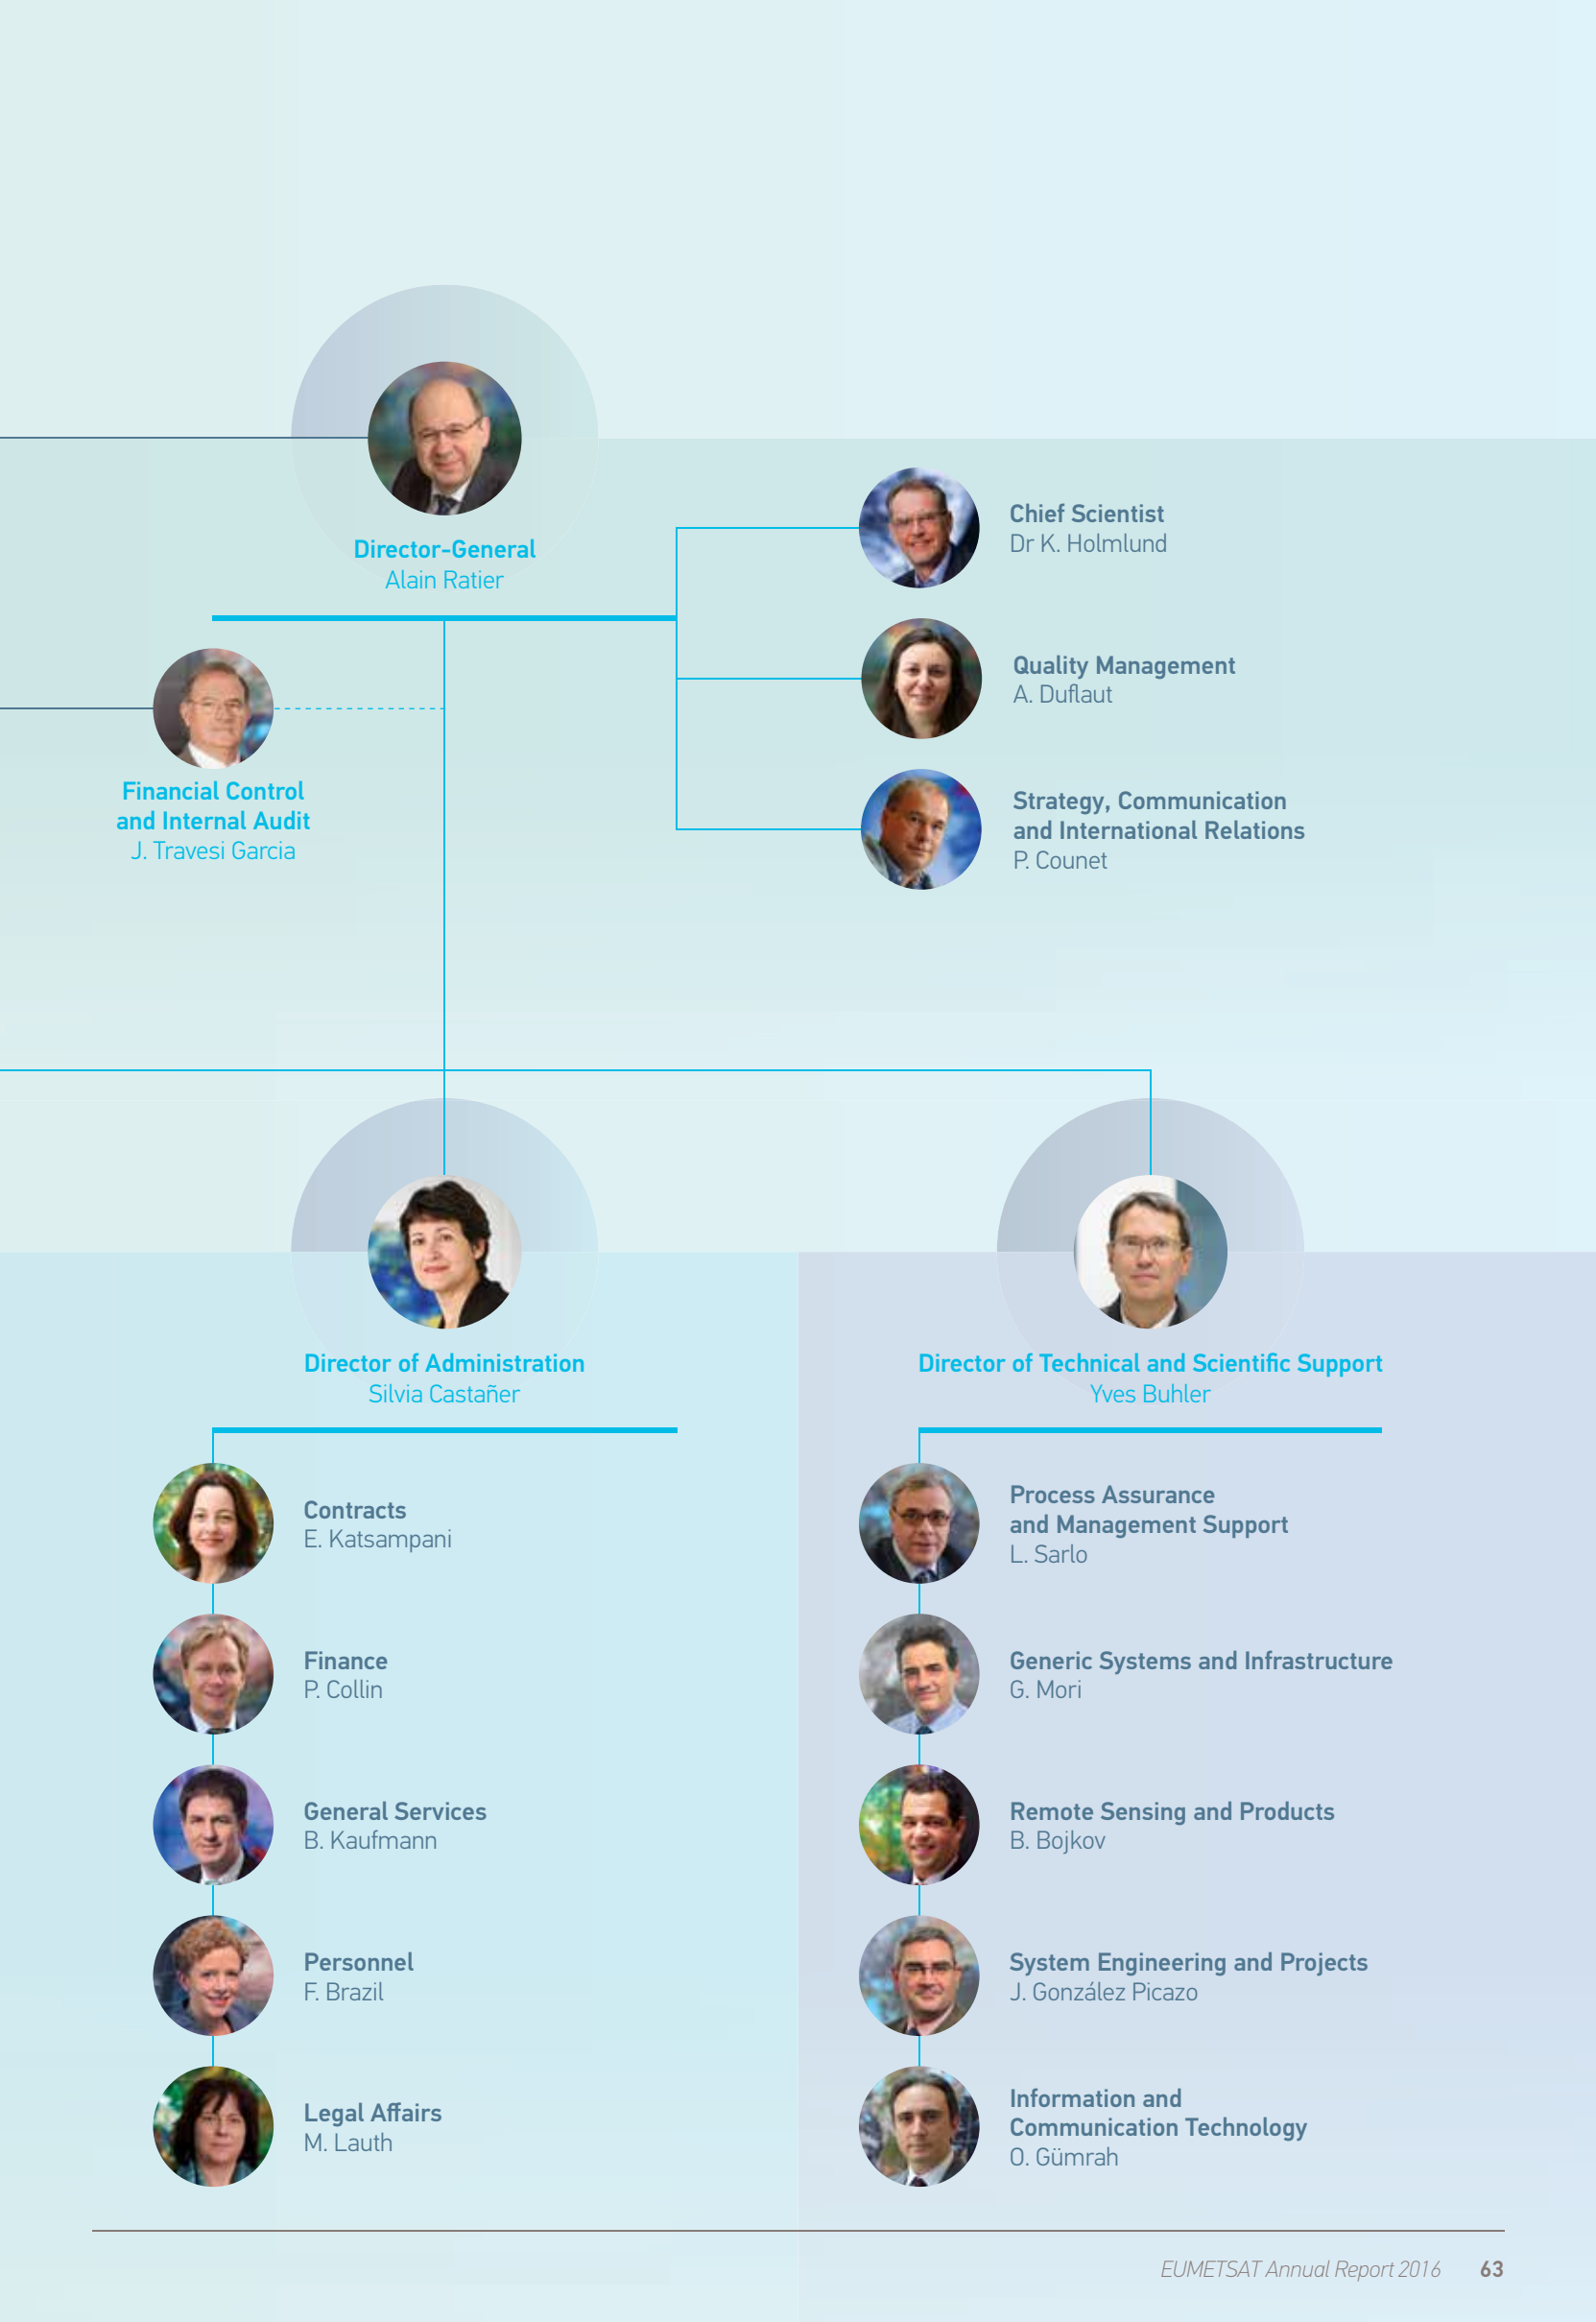 Director-General
Alain Ratier
Chief Scientist
Dr K. Holmlund
Quality Management
A. Duflaut
Strategy, Communication
and International Relations
P. Counet
Financial Control
and Internal Audit
J. Travesi Garcia
Director of Administration
Silvia Castañer
Contracts
E. Katsampani
Finance
P. Collin
General Services
B. Kaufmann
Personnel
F. Brazil
Legal Affairs
M. Lauth
Director of Technical and Scientific Support
Yves Buhler
Process Assurance
and Management Support
L. Sarlo
Generic Systems and Infrastructure
G. Mori
Remote Sensing and Products
B. Bojkov
System Engineering and Projects
J. González Picazo
Information and
Communication Technology
O. Gümrah
EUMETSAT Annual Report 2016 63